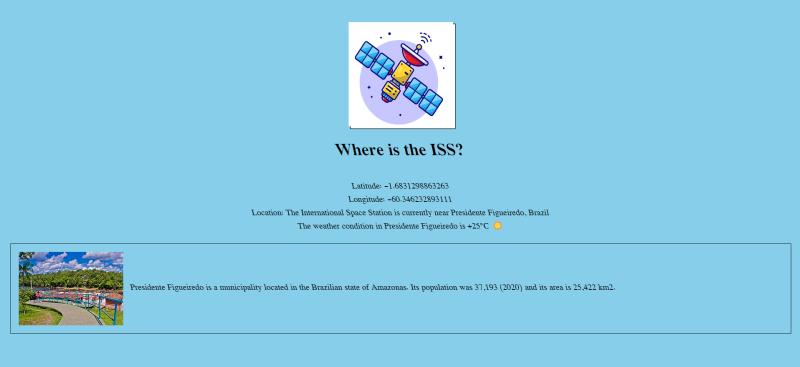 Where is the ISS?
Latitude: -1.6831298863263
Longitude: -60.346232893111
Location: The International Space Station is currently near Presidente Figueiredo, Brazil
The weather condition in Presidente Figueiredo is +25°C
Presidente Figueiredo is a municipality located in the Brazilian state of Amazonas. Its population was 37,193 (2020) and its area is 25,422 km2.